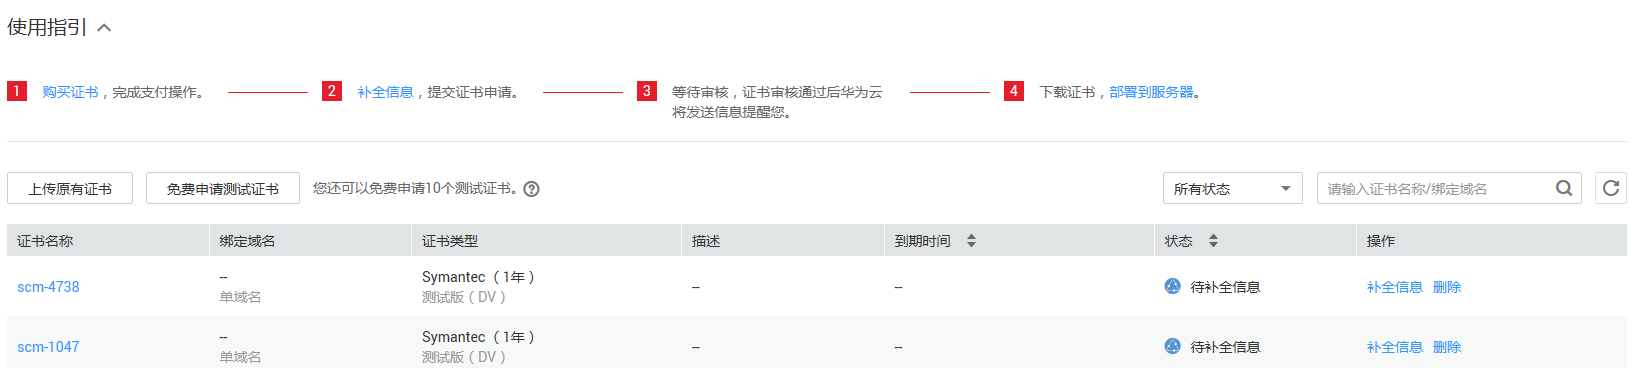 使用指引
1 购买证书，完成支付操作。 2 补全信息，提交证书申请。 3 等待审核，证书审核通过后华为云 4 下载证书，部署到服务器。
将发送信息提醒您。
上传原有证书 免费申请测试证书 您还可以免费申请10个测试证书。 ? 所有状态 请输入证书名称/绑定域名
证书名称 绑定域名 证书类型 描述 到期时间 状态 操作
-- Symantec（1年）
scm-4738 -- -- 待补全信息 补全信息 删除
单域名 测试版（DV）
-- Symantec（1年）
scm-1047 -- -- 待补全信息 补全信息 删除
单域名 测试版（DV）